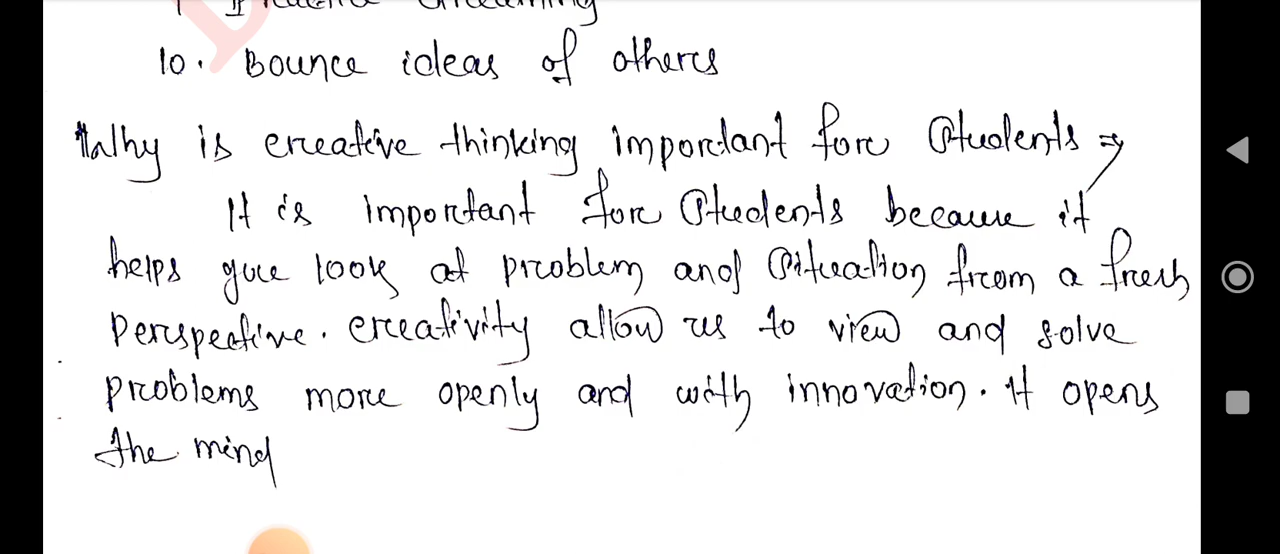 10. Bounce ideas of others
Why is creative thinking important for Students ⇒
It is important for Students because it
helps you look at problem and Situation from a fresh
perspective. creativity allow us to view and solve
problems more openly and with innovation. It opens
the mind